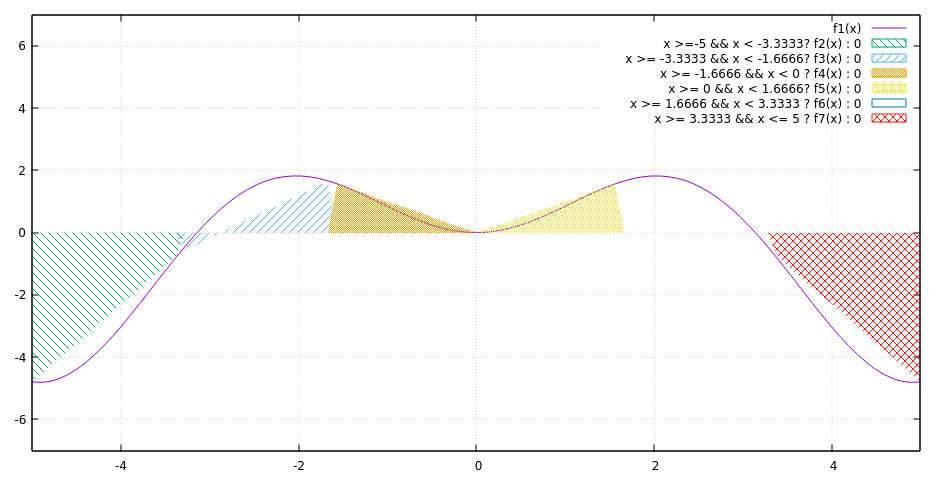 f1(x)
x >=-5 && x < -3.3333? f2(x) : 0
x >= -3.3333 && x < -1.6666? f3(x) : 0
x >= -1.6666 && x < 0 ? f4(x) : 0
x >= 0 && x < 1.6666? f5(x) : 0
x >= 1.6666 && x < 3.3333 ? f6(x) : 0
x >= 3.3333 && x <= 5 ? f7(x) : 0
6
4
2
0
-2
-4
-6
-4 -2 0 2 4